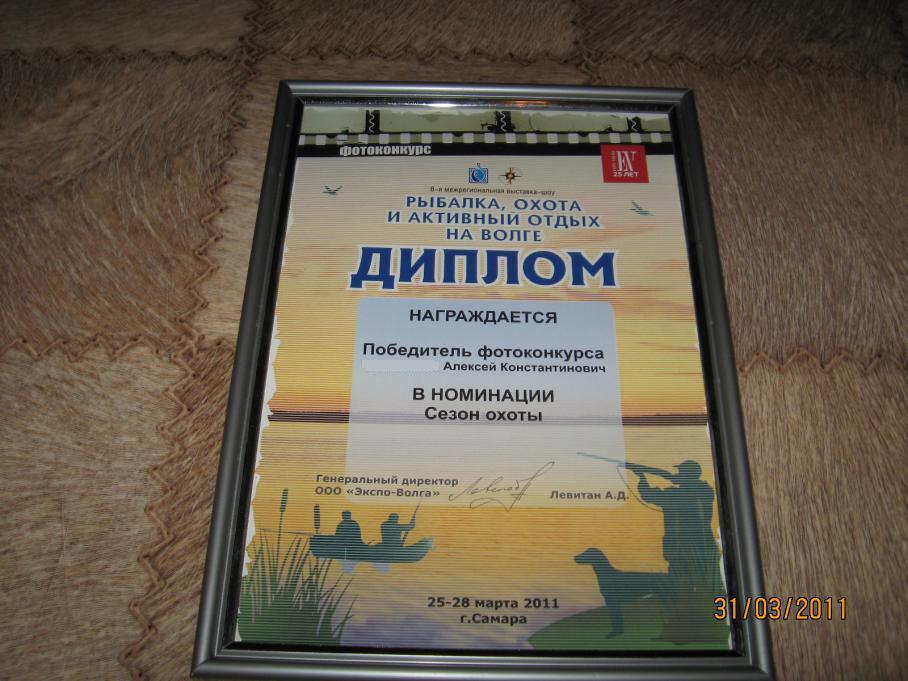 фотоконкурс
EV
25 ЛЕТ
8-я межрегиональная выставка-шоу
РЫБАЛКА, ОХОТА
И АКТИВНЫЙ ОТДЫХ
НА ВОЛГЕ
ДИПЛОМ
НАГРАЖДАЕТСЯ
Победитель фотоконкурса
Алексей Константинович
В НОМИНАЦИИ
Сезон охоты
Генеральный директор
ООО «Экспо-Волга»
Левитан А.Д.
25-28 марта 2011
г.Самара
31/03/2011